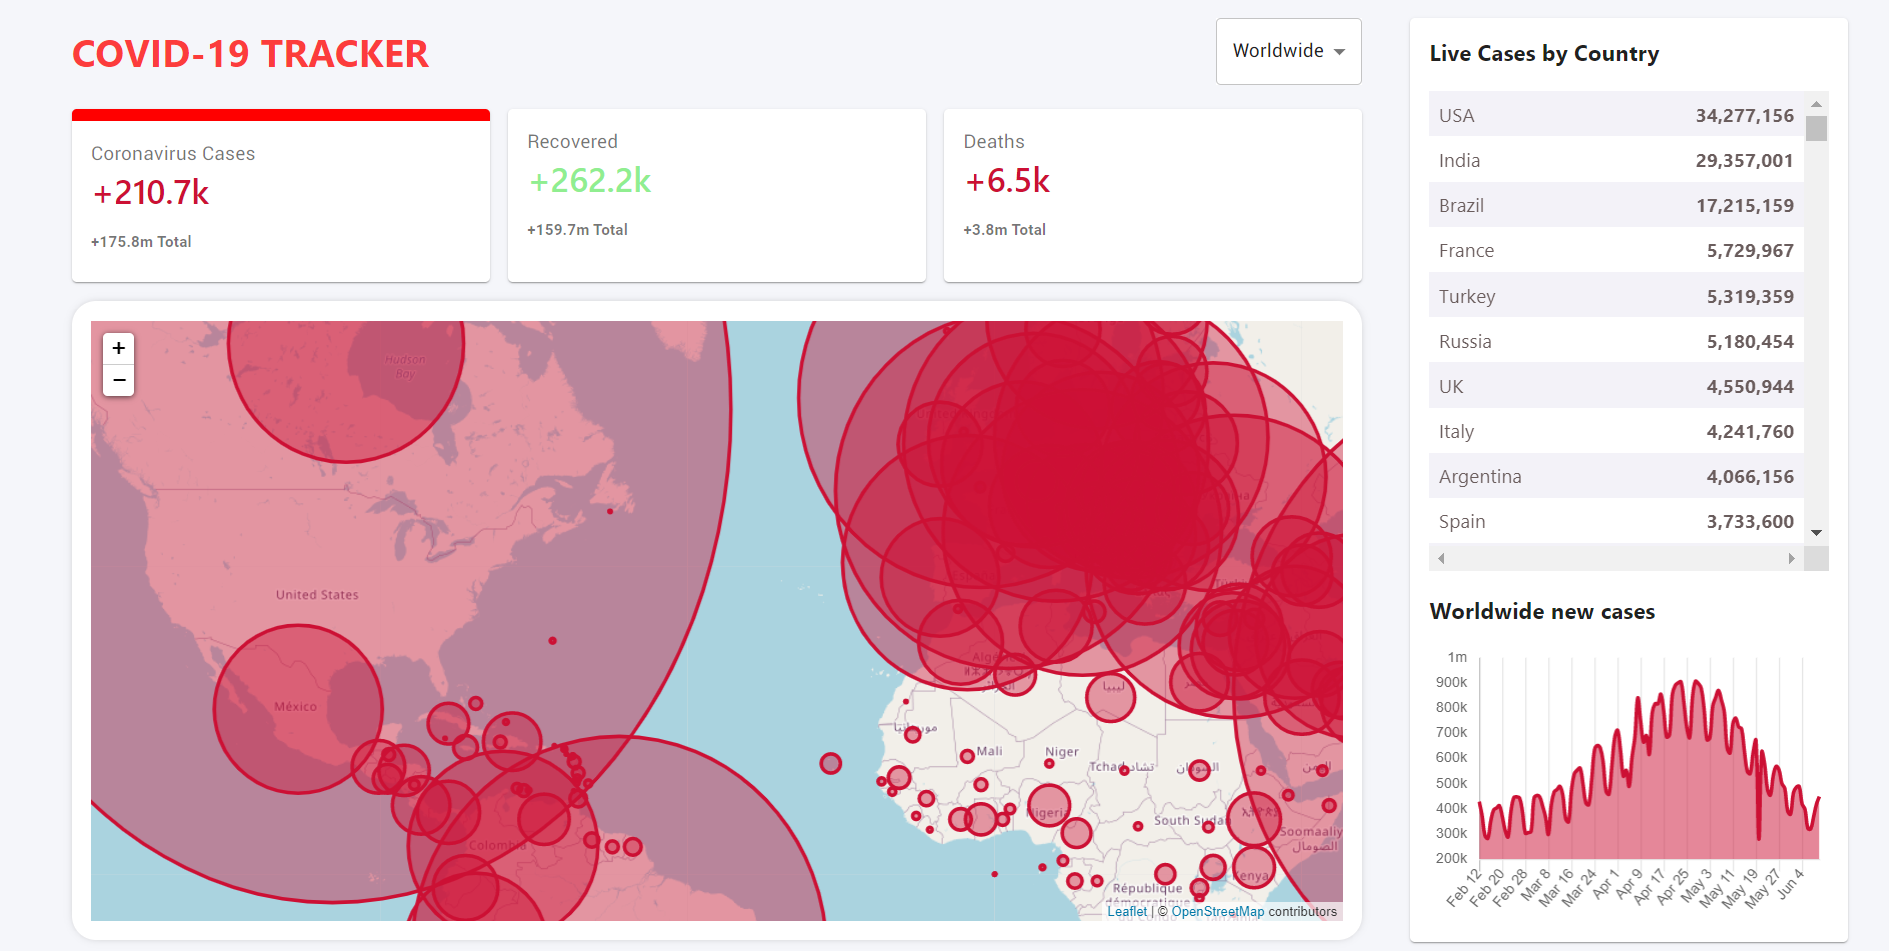 COVID-19 TRACKER
Worldwide
Coronavirus Cases
+210.7k
+175.8m Total
Recovered
+262.2k
+159.7m Total
Deaths
+6.5k
+3.8m Total
+
−
Hudson
Bay
United States
México
Colombia
Mali
Niger
Tchad تشاد
السودان
Nigeria
South Sudan
Soomaaliya
الصومال
Kenya
République
démocratique
ليبيا
موريتانيا
Leaflet | © OpenStreetMap contributors
Live Cases by Country
USA 34,277,156
India 29,357,001
Brazil 17,215,159
France 5,729,967
Turkey 5,319,359
Russia 5,180,454
UK 4,550,944
Italy 4,241,760
Argentina 4,066,156
Spain 3,733,600
Worldwide new cases
1m
900k
800k
700k
600k
500k
400k
300k
200k
Feb 12
Feb 20
Feb 28
Mar 8
Mar 16
Mar 24
Apr 1
Apr 9
Apr 17
Apr 25
May 3
May 11
May 19
May 27
Jun 4